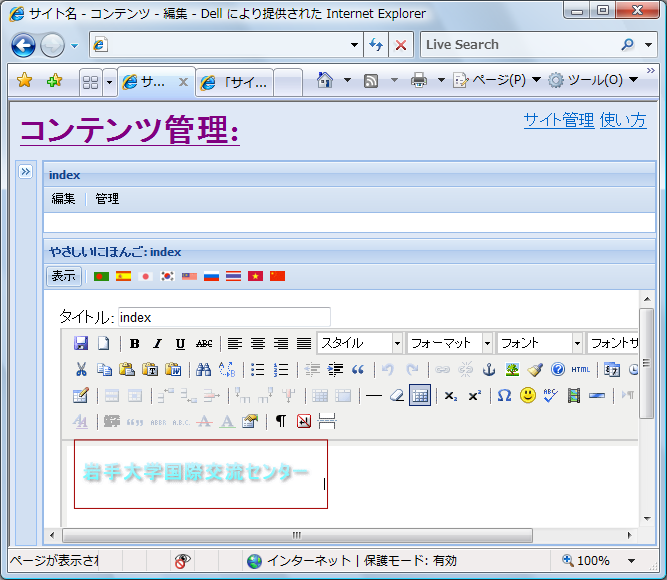 サイト名 - コンテンツ - 編集 - Dell により提供された Internet Explorer
Live Search
サ...
「サイ...
ページ(P)
ツール(O)
コンテンツ管理:
サイト管理 使い方
index
編集
管理
やさしいにほんご: index
表示
タイトル: index
B I U ABC
スタイル
フォーマット
フォント
フォントサ
HTML
岩手大学国際交流センター
ページが表示され
インターネット | 保護モード: 有効
100%